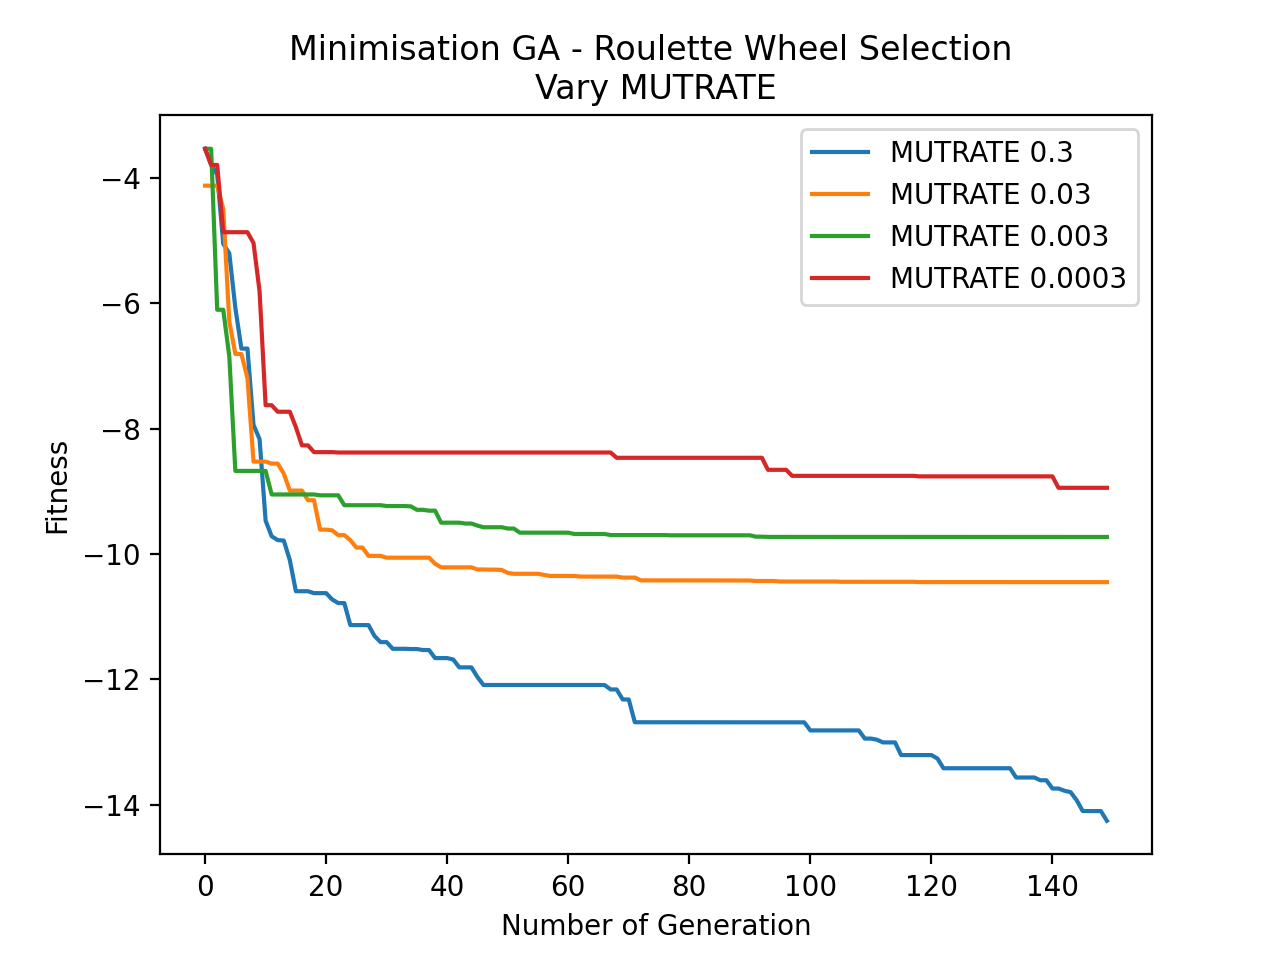 Minimisation GA - Roulette Wheel Selection
Vary MUTRATE
MUTRATE 0.3
MUTRATE 0.03
MUTRATE 0.003
MUTRATE 0.0003
Fitness
−4
−6
−8
−10
−12
−14
0 20 40 60 80 100 120 140
Number of Generation